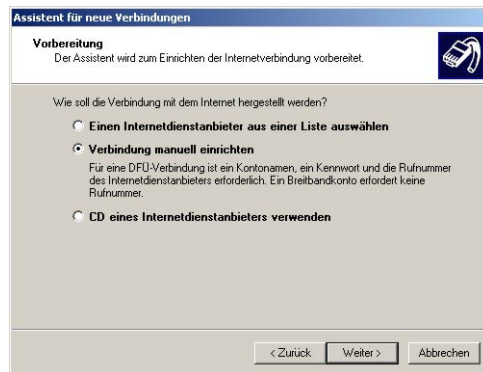 Assistent für neue Verbindungen
Vorbereitung
Der Assistent wird zum Einrichten der Internetverbindung vorbereitet.
Wie soll die Verbindung mit dem Internet hergestellt werden?
Einen Internetdienstanbieter aus einer Liste auswählen
Verbindung manuell einrichten
Für eine DFÜ-Verbindung ist ein Kontonamen, ein Kennwort und die Rufnummer
des Internetdienstanbieters erforderlich. Ein Breitbandkonto erfordert keine
Rufnummer.
CD eines Internetdienstanbieters verwenden
< Zurück Weiter > Abbrechen